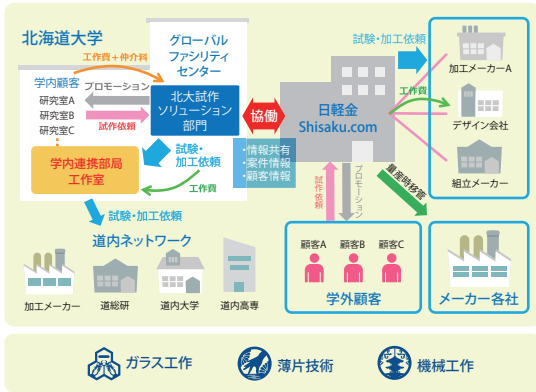 北海道大学
グローバル
ファシリティ
センター
工作費＋仲介料
学内顧客
プロモーション
研究室A
研究室B
研究室C
試作依頼
北大試作
ソリューション
部門
協働
日軽金
Shisaku.com
試験・加工依頼
加工メーカーA
工作費
デザイン会社
組立メーカー
学内連携部局
工作室
試験・
加工依頼
工作費
・情報共有
・案件情報
・顧客情報
試作依頼
プロモーション
量産時移管
試験・加工依頼
道内ネットワーク
加工メーカー
道総研
道内大学
道内高専
顧客A
顧客B
顧客C
学外顧客
メーカー各社
ガラス工作
薄片技術
機械工作